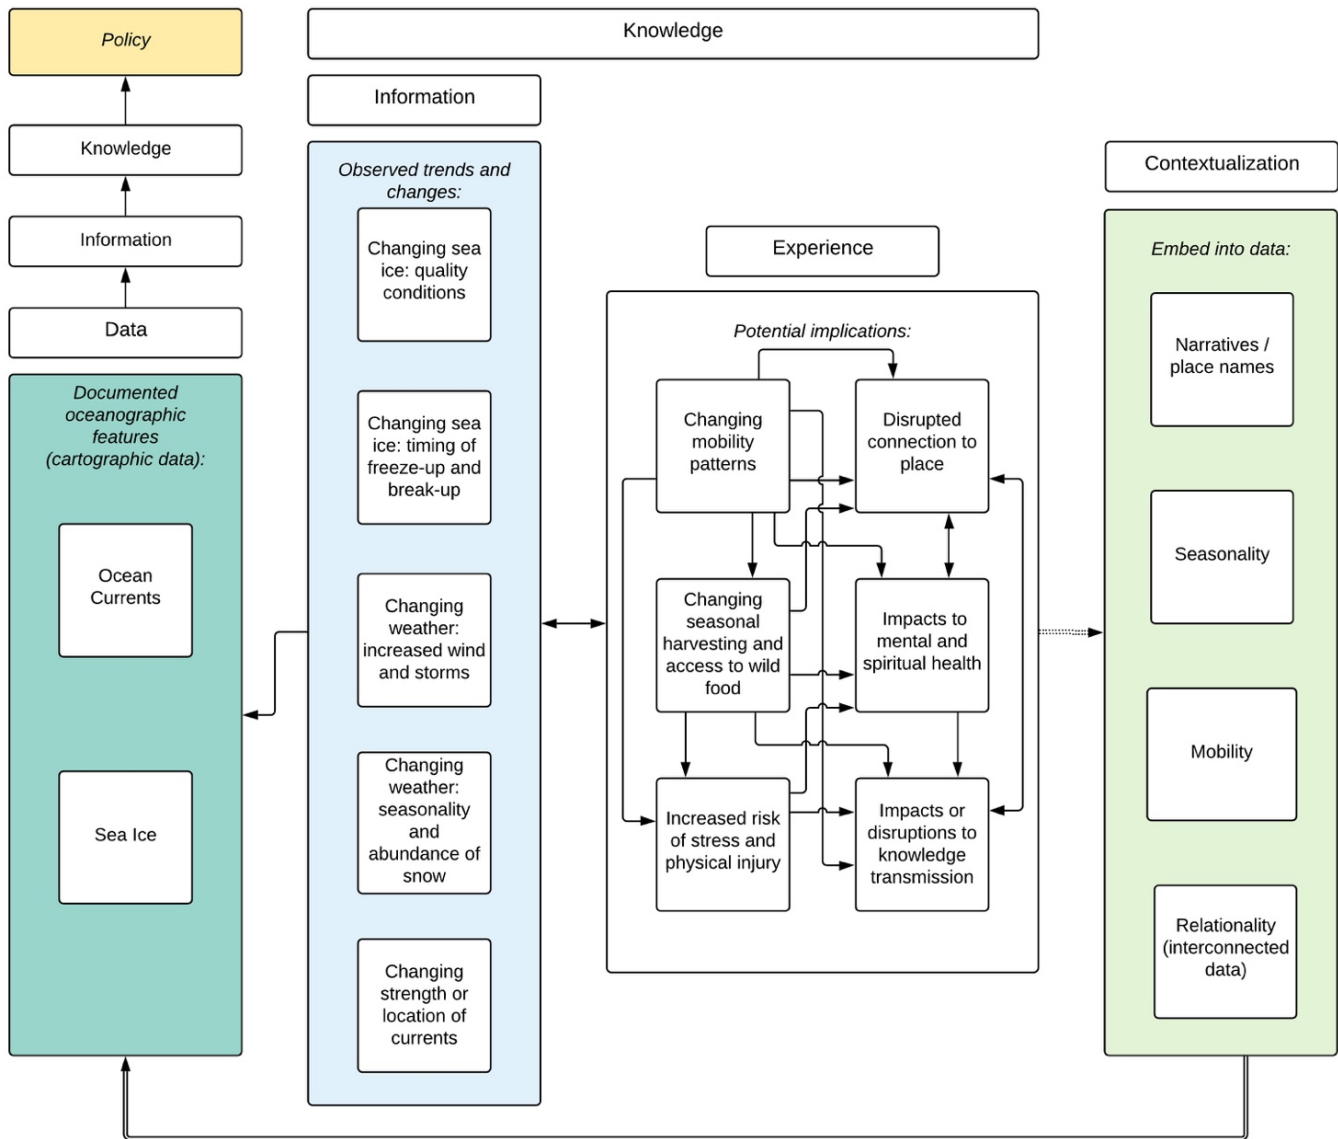 Policy
Knowledge
Information
Data
Documented
oceanographic
features
(cartographic data):
Ocean
Currents
Sea Ice
Knowledge
Information
Observed trends and
changes:
Changing sea
ice: quality
conditions
Changing sea
ice: timing of
freeze-up and
break-up
Changing
weather:
increased wind
and storms
Changing
weather:
seasonality
and
abundance of
snow
Changing
strength or
location of
currents
Experience
Potential implications:
Changing
mobility
patterns
Disrupted
connection to
place
Changing
seasonal
harvesting and
access to wild
food
Impacts to
mental and
spiritual health
Increased risk
of stress and
physical injury
Impacts or
disruptions to
knowledge
transmission
Contextualization
Embed into data:
Narratives /
place names
Seasonality
Mobility
Relationality
(interconnected
data)